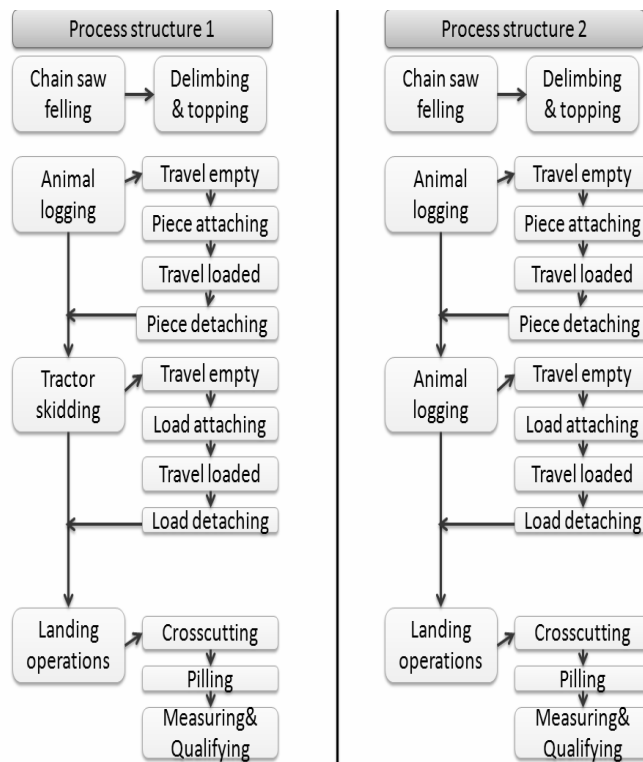 Process structure 1
Chain saw
felling
Delimbing
& topping
Animal
logging
Travel empty
Piece attaching
Travel loaded
Piece detaching
Tractor
skidding
Travel empty
Load attaching
Travel loaded
Load detaching
Landing
operations
Crosscutting
Pilling
Measuring&
Qualifying
Process structure 2
Chain saw
felling
Delimbing
& topping
Animal
logging
Travel empty
Piece attaching
Travel loaded
Piece detaching
Animal
logging
Travel empty
Load attaching
Travel loaded
Load detaching
Landing
operations
Crosscutting
Pilling
Measuring&
Qualifying